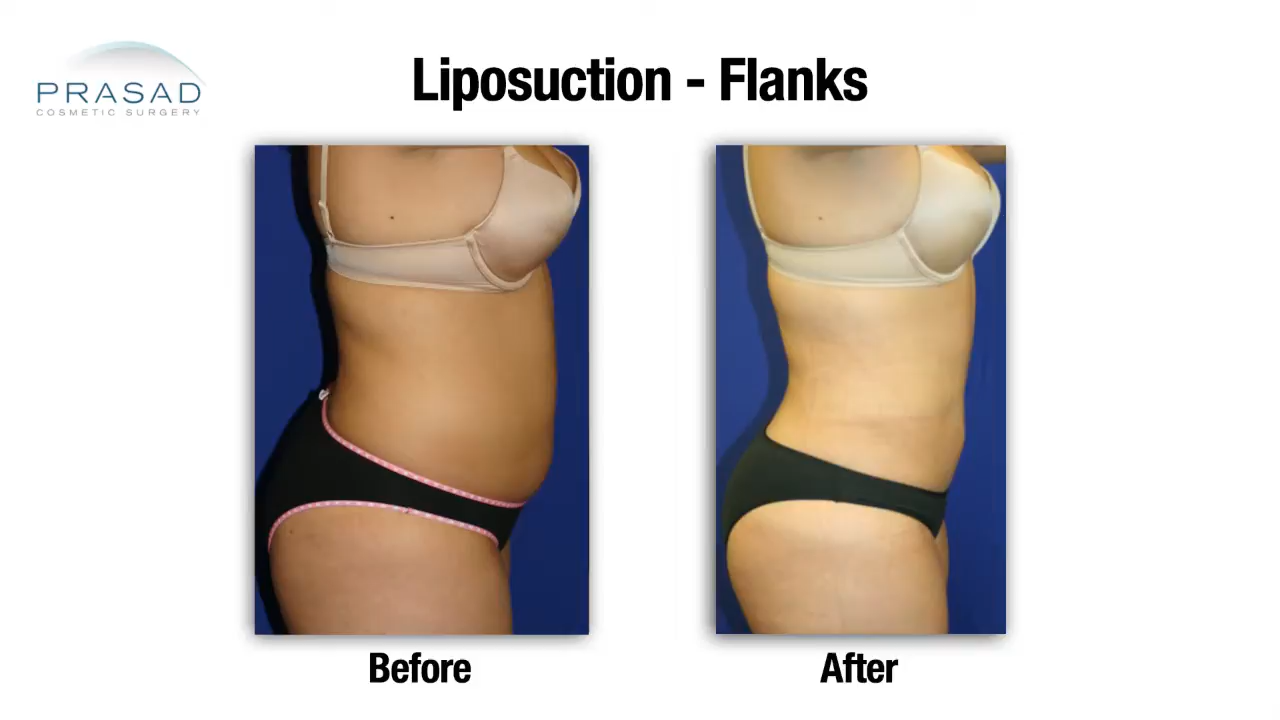 PRASAD
COSMETIC SURGERY
Liposuction - Flanks
Before
After